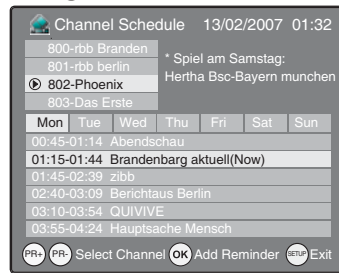 Channel Schedule 13/02/2007 01:32
800-rbb Branden
801-rbb berlin
802-Phoenix
803-Das Erste
* Spiel am Samstag:
Hertha Bsc-Bayern munchen
Mon Tue Wed Thu Fri Sat Sun
00:45-01:14 Abendschau
01:15-01:44 Brandenbarg aktuell(Now)
01:45-02:39 zibb
02:40-03:09 Berichtaus Berlin
03:10-03:54 QUIVIVE
03:55-04:24 Hauptsache Mensch
PR+ PR- Select Channel OK Add Reminder SETUP Exit